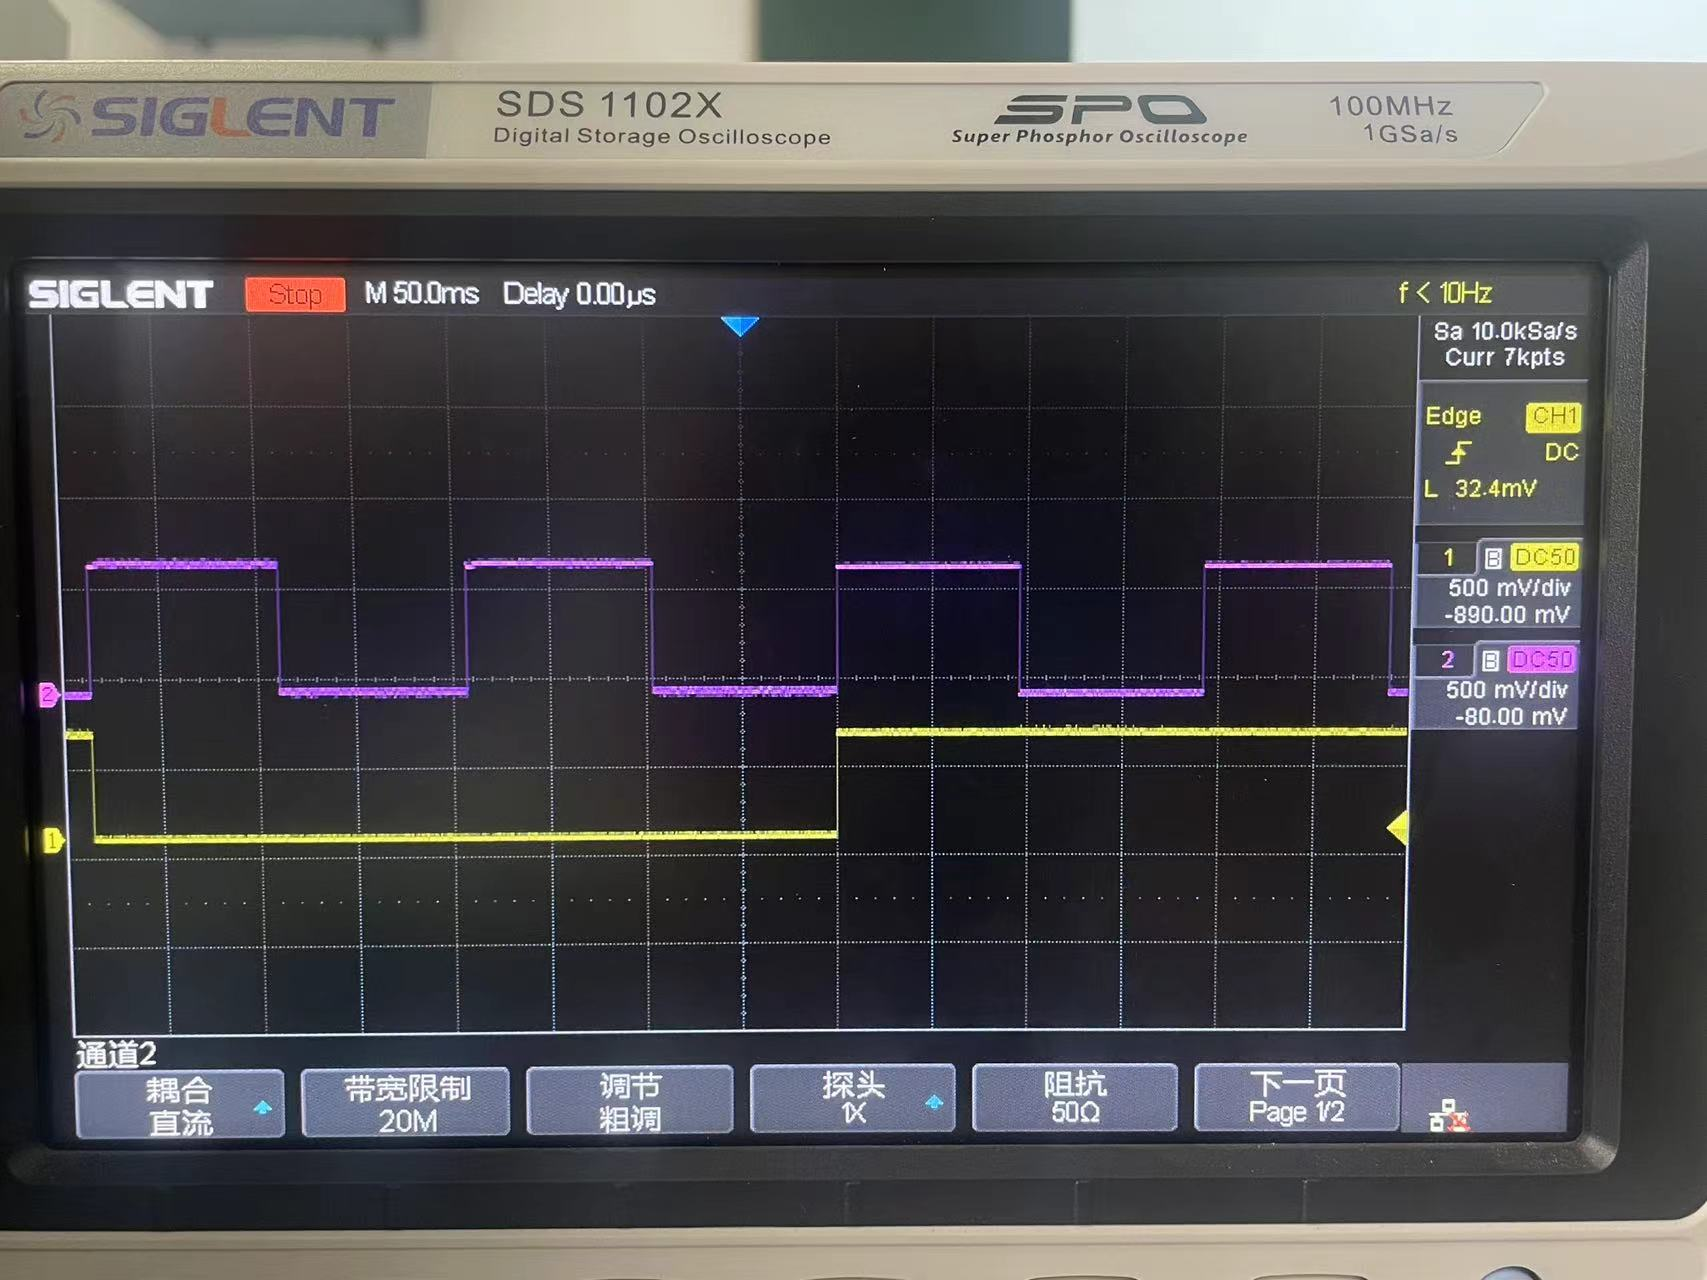 SIGLENT
SDS 1102X
Digital Storage Oscilloscope
SPO
Super Phosphor Oscilloscope
100MHz
1GSa/s
SIGLENT Stop M 50.0ms Delay 0.00µs f < 10Hz
Sa 10.0kSa/s
Curr 7kpts
Edge CH1
DC
L 32.4mV
1 B DC50
500 mV/div
-890.00 mV
2 B DC50
500 mV/div
-80.00 mV
2
1
通道2
耦合
直流
带宽限制
20M
调节
粗调
探头
1X
阻抗
50Ω
下一页
Page 1/2